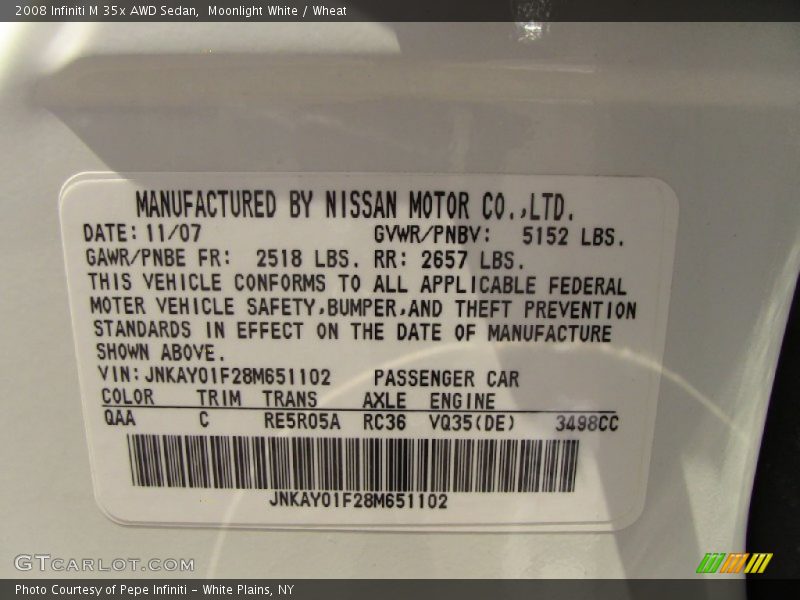 2008 Infiniti M 35x AWD Sedan, Moonlight White / Wheat
MANUFACTURED BY NISSAN MOTOR CO.,LTD.
DATE: 11/07 GVWR/PNBV: 5152 LBS.
GAWR/PNBE FR: 2518 LBS. RR: 2657 LBS.
THIS VEHICLE CONFORMS TO ALL APPLICABLE FEDERAL
MOTER VEHICLE SAFETY,BUMPER,AND THEFT PREVENTION
STANDARDS IN EFFECT ON THE DATE OF MANUFACTURE
SHOWN ABOVE.
VIN: JNKAY01F28M651102 PASSENGER CAR
COLOR TRIM TRANS AXLE ENGINE
QAA C RE5R05A RC36 VQ35(DE) 3498CC
JNKAY01F28M651102
GTCARLOT.COM
Photo Courtesy of Pepe Infiniti - White Plains, NY